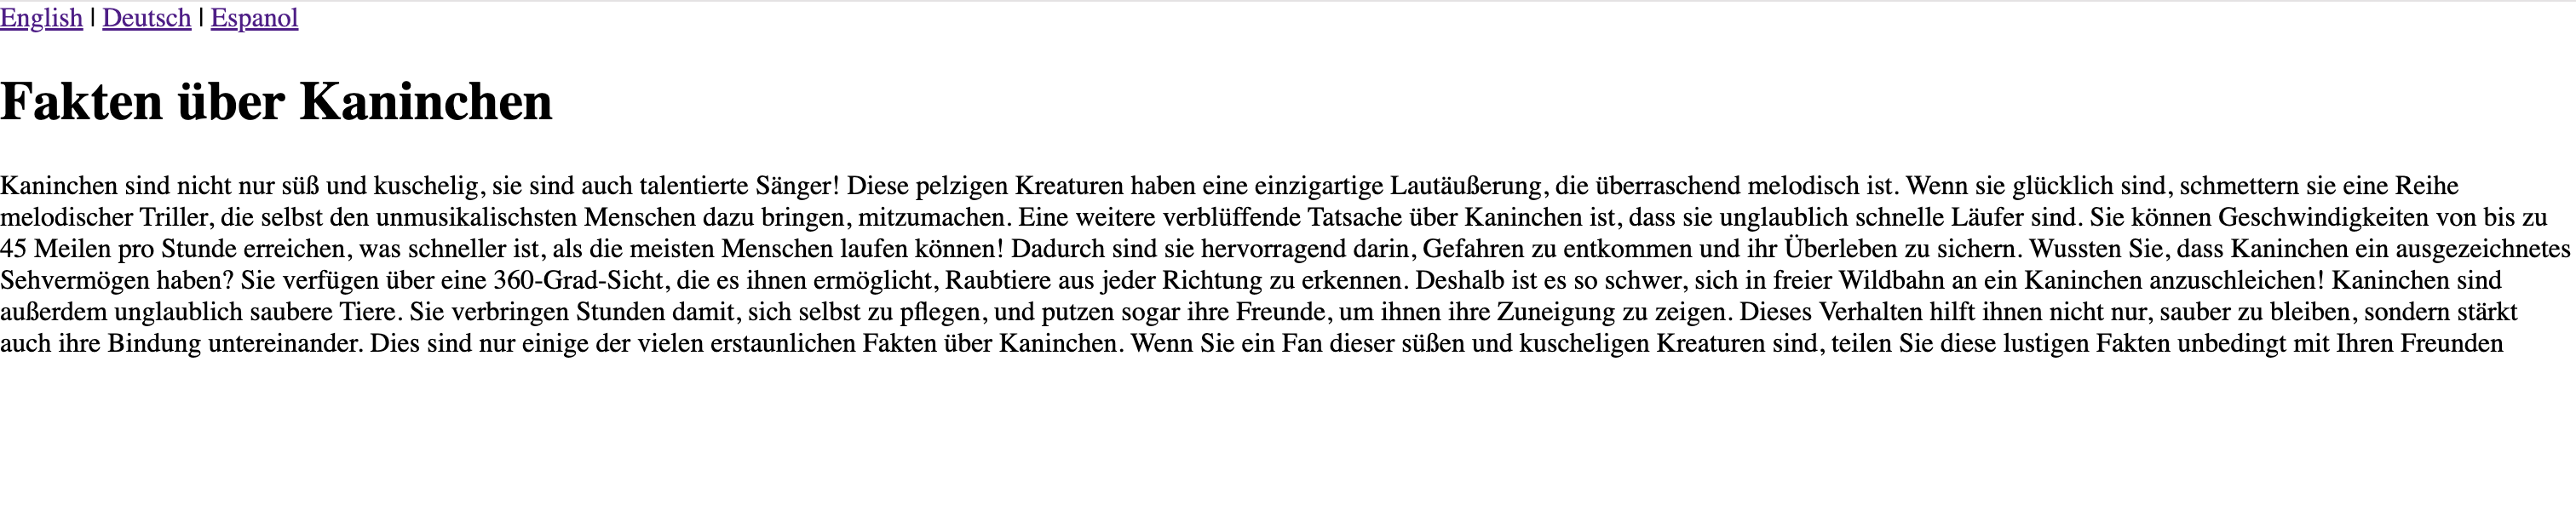 English | Deutsch | Espanol
Fakten über Kaninchen
Kaninchen sind nicht nur süß und kuschelig, sie sind auch talentierte Sänger! Diese pelzigen Kreaturen haben eine einzigartige Lautäußerung, die überraschend melodisch ist. Wenn sie glücklich sind, schmettern sie eine Reihe
melodischer Triller, die selbst den unmusikalischsten Menschen dazu bringen, mitzumachen. Eine weitere verblüffende Tatsache über Kaninchen ist, dass sie unglaublich schnelle Läufer sind. Sie können Geschwindigkeiten von bis zu
45 Meilen pro Stunde erreichen, was schneller ist, als die meisten Menschen laufen können! Dadurch sind sie hervorragend darin, Gefahren zu entkommen und ihr Überleben zu sichern. Wussten Sie, dass Kaninchen ein ausgezeichnetes
Sehvermögen haben? Sie verfügen über eine 360-Grad-Sicht, die es ihnen ermöglicht, Raubtiere aus jeder Richtung zu erkennen. Deshalb ist es so schwer, sich in freier Wildbahn an ein Kaninchen anzuschleichen! Kaninchen sind
außerdem unglaublich saubere Tiere. Sie verbringen Stunden damit, sich selbst zu pflegen, und putzen sogar ihre Freunde, um ihnen ihre Zuneigung zu zeigen. Dieses Verhalten hilft ihnen nicht nur, sauber zu bleiben, sondern stärkt
auch ihre Bindung untereinander. Dies sind nur einige der vielen erstaunlichen Fakten über Kaninchen. Wenn Sie ein Fan dieser süßen und kuscheligen Kreaturen sind, teilen Sie diese lustigen Fakten unbedingt mit Ihren Freunden